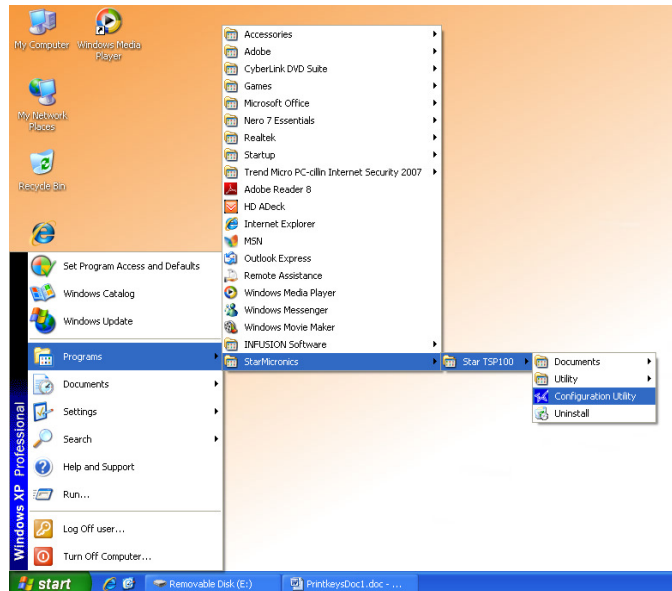 My Computer
Windows Media
Player
My Network
Places
Recycle Bin
Set Program Access and Defaults
Windows Catalog
Windows Update
Programs
Documents
Settings
Search
Help and Support
Run...
Log Off user...
Turn Off Computer...
Windows XP Professional
Accessories
Adobe
CyberLink DVD Suite
Games
Microsoft Office
Nero 7 Essentials
Realtek
Startup
Trend Micro PC-cillin Internet Security 2007
Adobe Reader 8
HD ADeck
Internet Explorer
MSN
Outlook Express
Remote Assistance
Windows Media Player
Windows Messenger
Windows Movie Maker
INFUSION Software
StarMicronics
Star TSP100
Documents
Utility
Configuration Utility
Uninstall
start
Removable Disk (E:)
PrintkeysDoc1.doc - ...